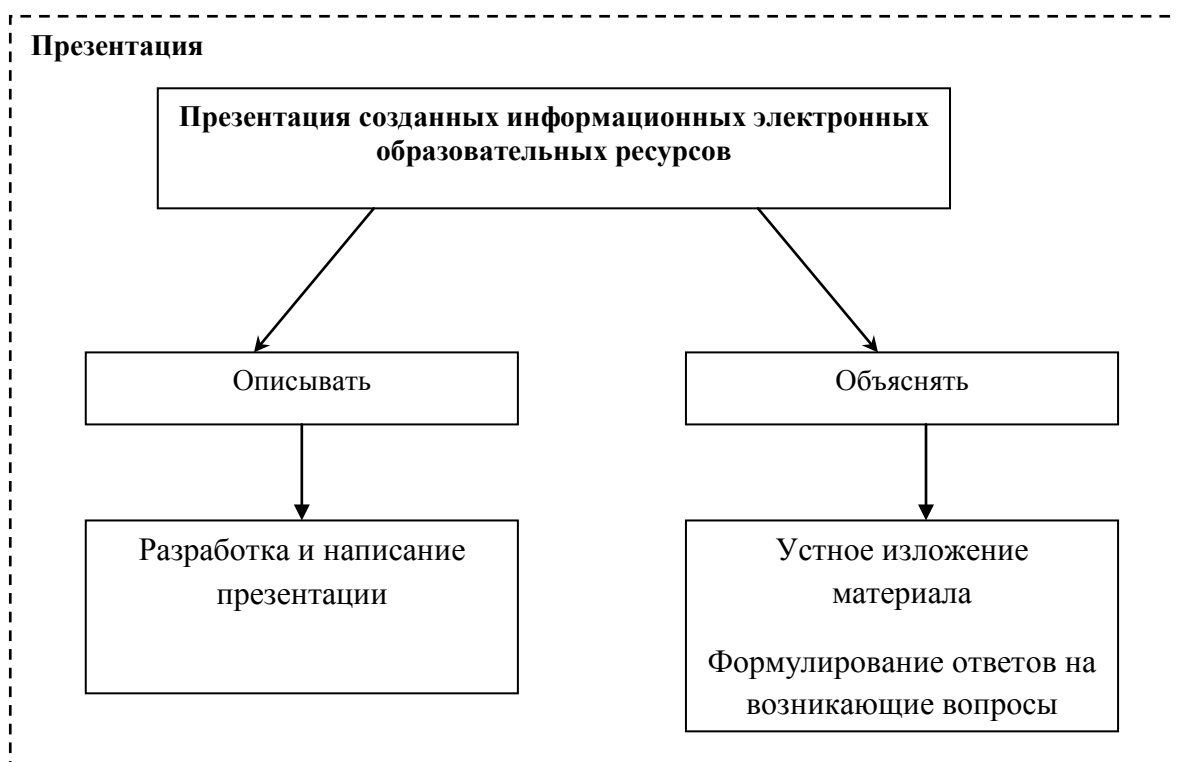 Презентация
Презентация созданных информационных электронных
образовательных ресурсов
Описывать
Объяснять
Разработка и написание
презентации
Устное изложение
материала
Формулирование ответов на
возникающие вопросы